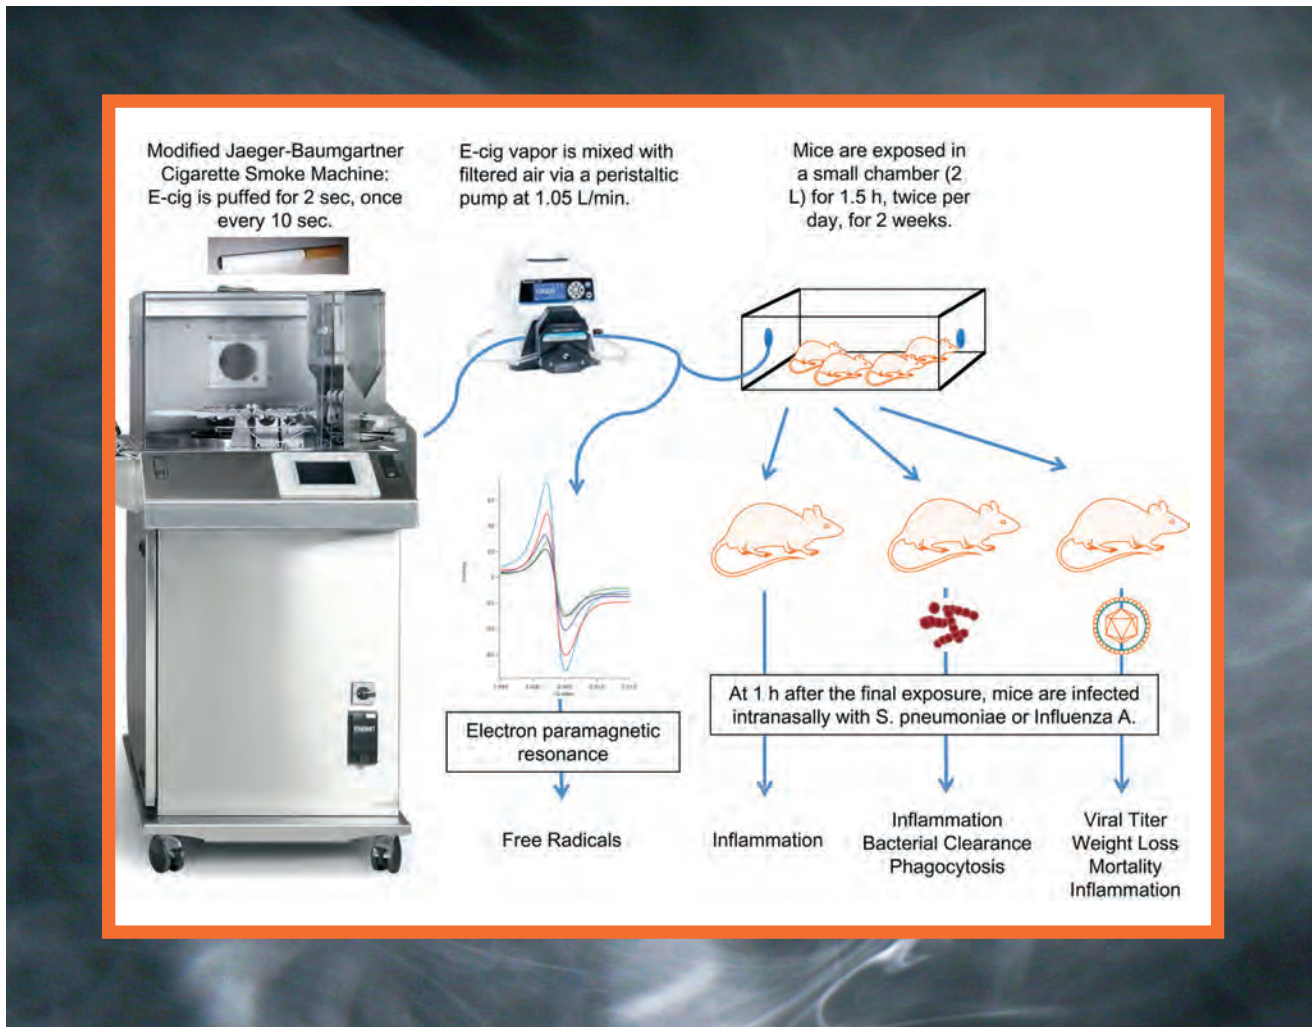 Modified Jaeger-Baumgartner
Cigarette Smoke Machine:
E-cig is puffed for 2 sec, once
every 10 sec.
E-cig vapor is mixed with
filtered air via a peristaltic
pump at 1.05 L/min.
Mice are exposed in
a small chamber (2
L) for 1.5 h, twice per
day, for 2 weeks.
Electron paramagnetic
resonance
Free Radicals
At 1 h after the final exposure, mice are infected
intranasally with S. pneumoniae or Influenza A.
Inflammation
Inflammation
Bacterial Clearance
Phagocytosis
Viral Titer
Weight Loss
Mortality
Inflammation